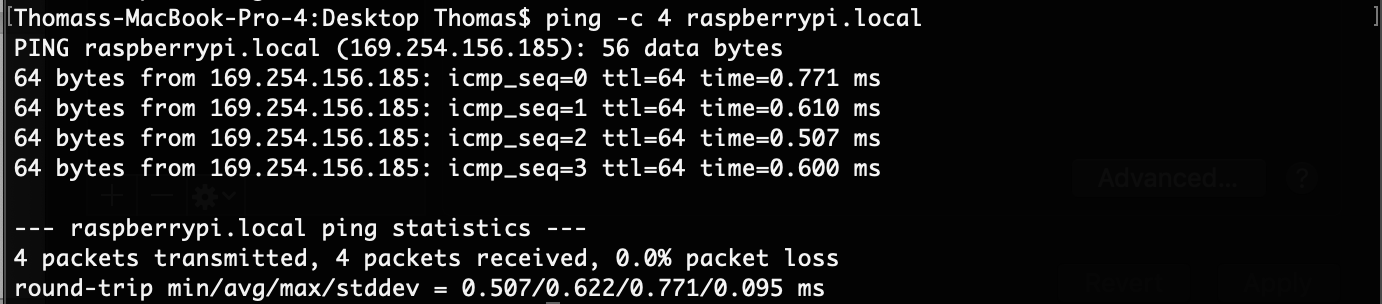 [Thomass-MacBook-Pro-4:Desktop Thomas$ ping -c 4 raspberrypi.local ]
PING raspberrypi.local (169.254.156.185): 56 data bytes
64 bytes from 169.254.156.185: icmp_seq=0 ttl=64 time=0.771 ms
64 bytes from 169.254.156.185: icmp_seq=1 ttl=64 time=0.610 ms
64 bytes from 169.254.156.185: icmp_seq=2 ttl=64 time=0.507 ms
64 bytes from 169.254.156.185: icmp_seq=3 ttl=64 time=0.600 ms
Advanced... ?
--- raspberrypi.local ping statistics ---
4 packets transmitted, 4 packets received, 0.0% packet loss
round-trip min/avg/max/stddev = 0.507/0.622/0.771/0.095 ms
Revert Apply